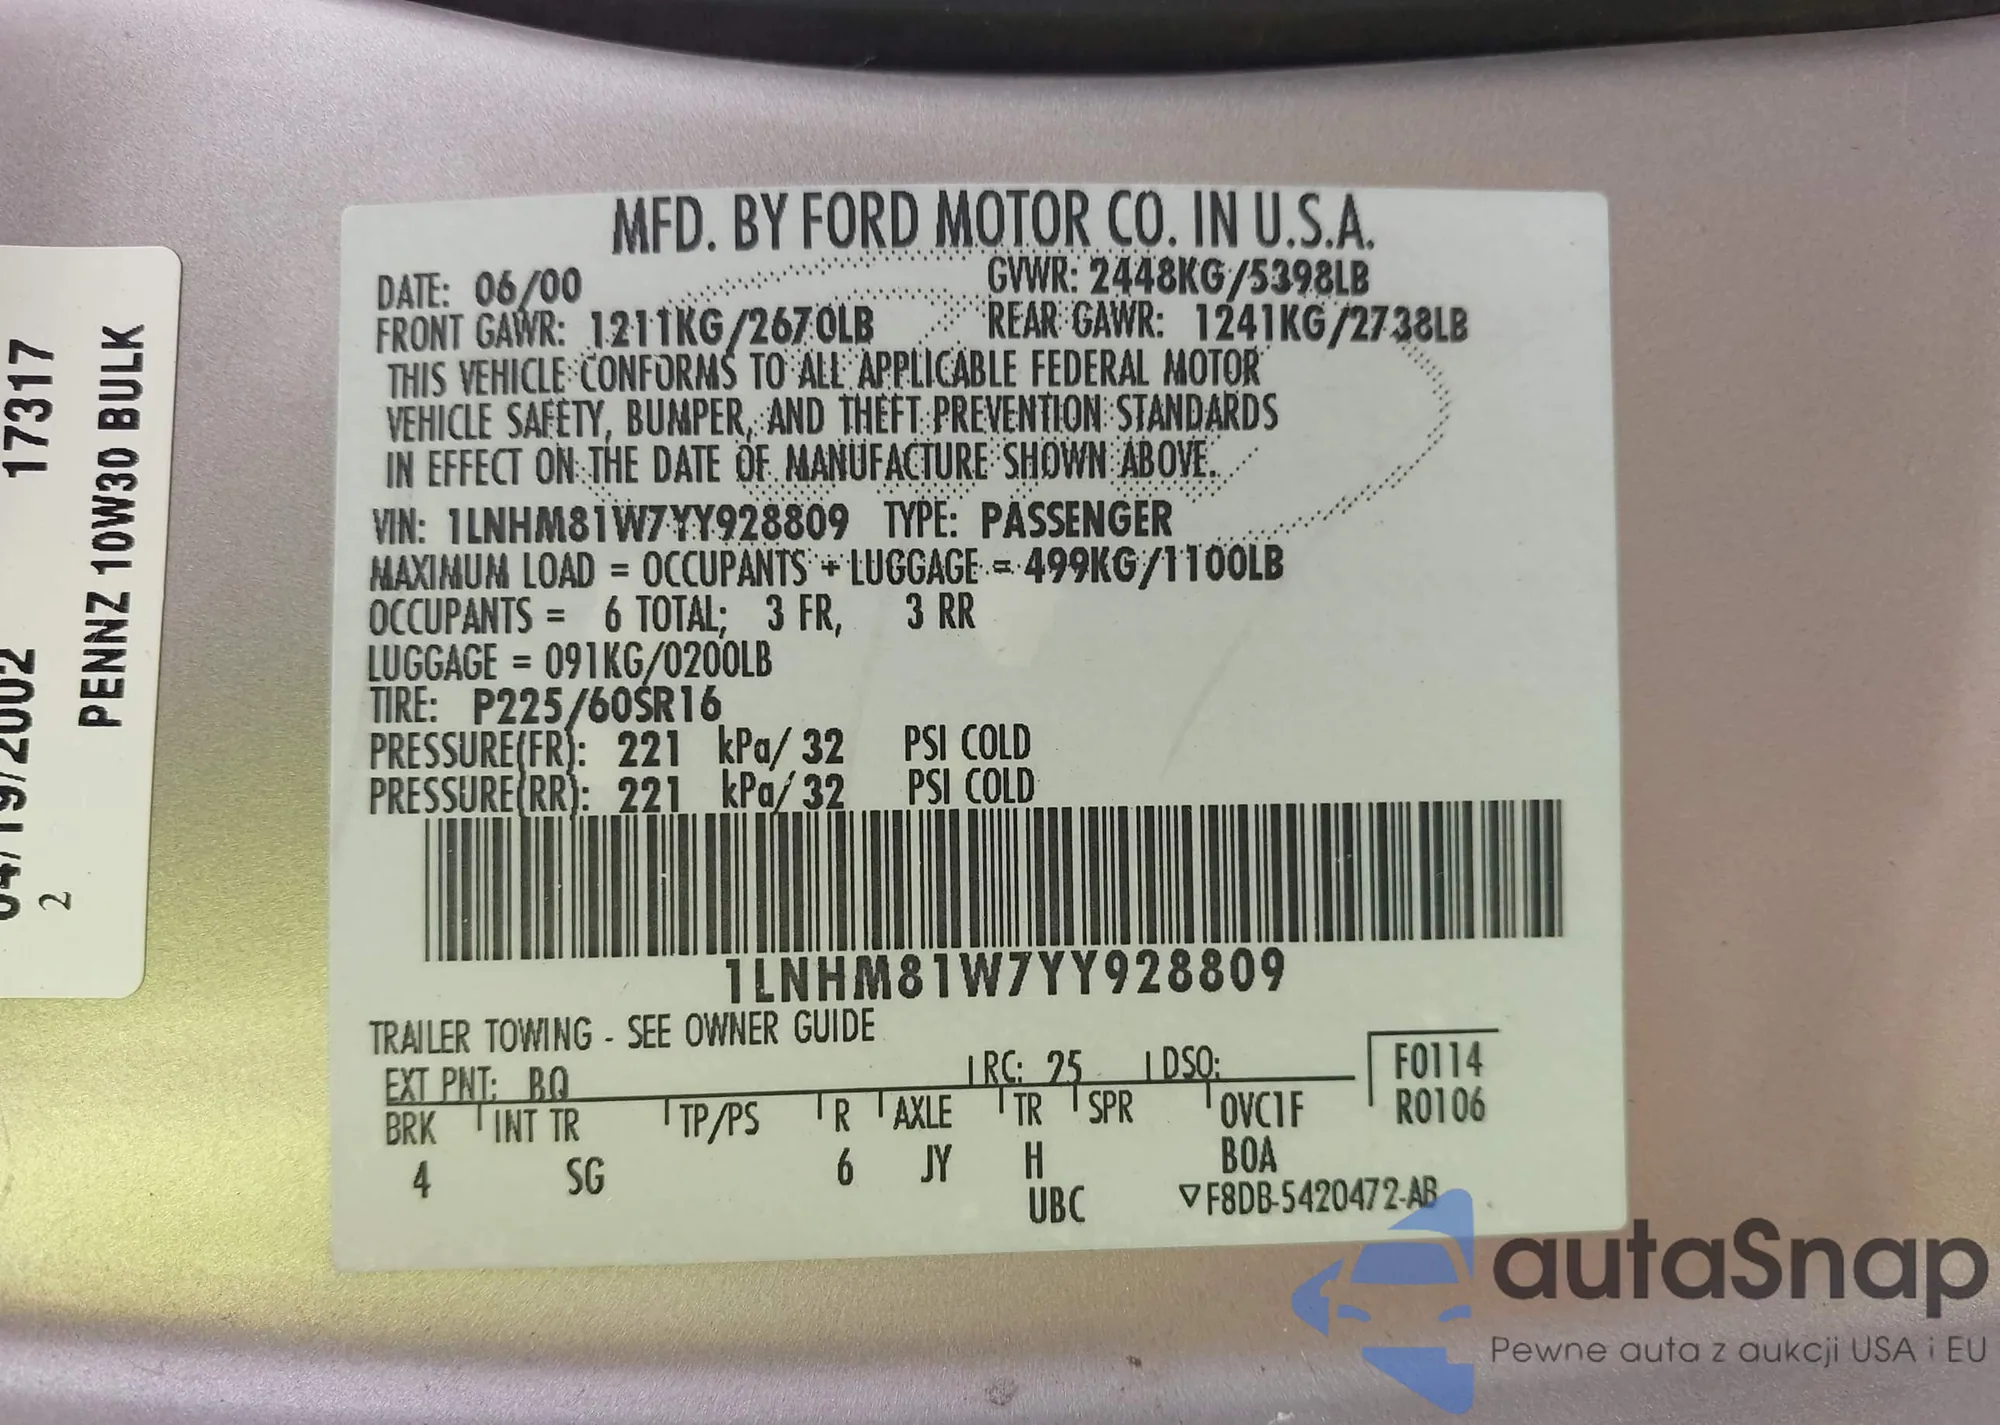 MFD. BY FORD MOTOR CO. IN U.S.A.
DATE: 06/00 GVWR: 2448KG/5398LB
FRONT GAWR: 1211KG/2670LB REAR GAWR: 1241KG/2738LB
THIS VEHICLE CONFORMS TO ALL APPLICABLE FEDERAL MOTOR
VEHICLE SAFETY, BUMPER, AND THEFT PREVENTION STANDARDS
IN EFFECT ON THE DATE OF MANUFACTURE SHOWN ABOVE.
VIN: 1LNHM81W7YY928809 TYPE: PASSENGER
MAXIMUM LOAD = OCCUPANTS + LUGGAGE = 499KG/1100LB
OCCUPANTS = 6 TOTAL; 3 FR, 3 RR
LUGGAGE = 091KG/0200LB
TIRE: P225/60SR16
PRESSURE(FR): 221 kPa/ 32 PSI COLD
PRESSURE(RR): 221 kPa/ 32 PSI COLD
1LNHM81W7YY928809
TRAILER TOWING - SEE OWNER GUIDE
EXT PNT: BQ RC: 25 DSO: F0114
BRK INT TR TP/PS R AXLE TR SPR OVC1F R0106
4 SG 6 JY H BOA
UBC ▽F8DB-5420472-AB
04/19/2002 17317
PENNZ 10W30 BULK
2
autaSnap
Pewne auta z aukcji USA i EU